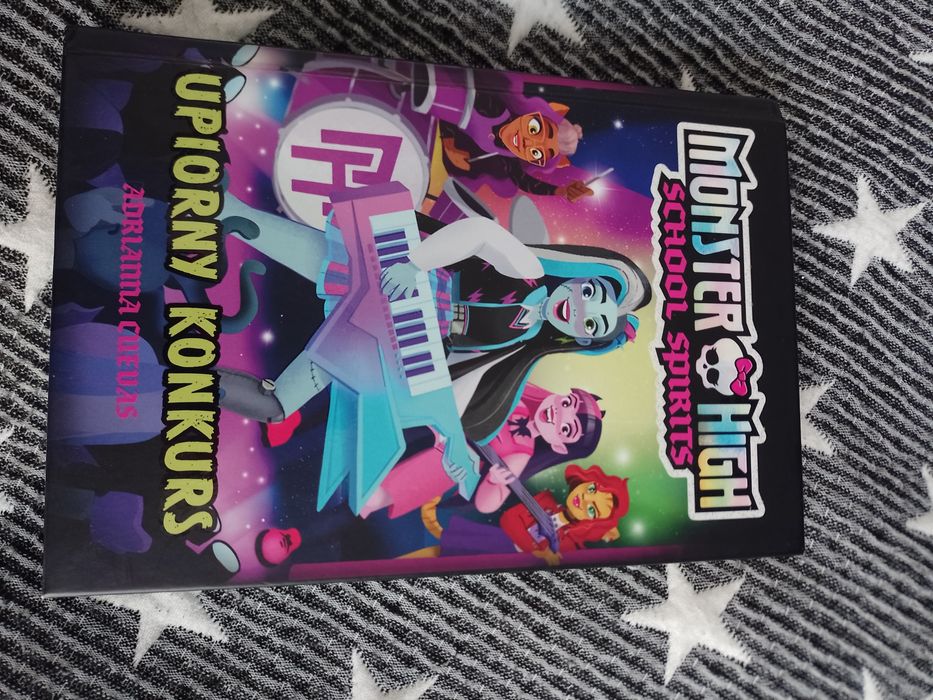 MONSTER HIGH
SCHOOL SPIRITS
UPIORNY KONKURS
ADRIANNA CUEVAS